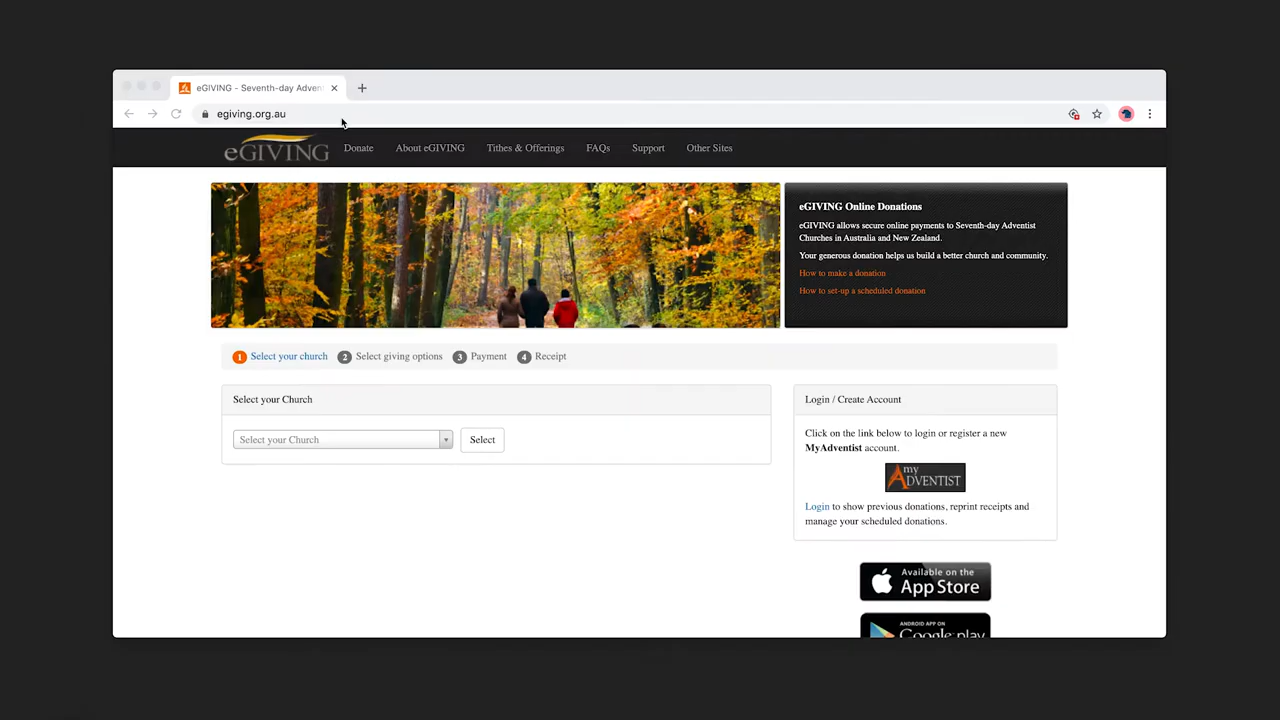 eGIVING - Seventh-day Adven
egiving.org.au
eGIVING Donate About eGIVING Tithes & Offerings FAQs Support Other Sites
eGIVING Online Donations
eGIVING allows secure online payments to Seventh-day Adventist
Churches in Australia and New Zealand.
Your generous donation helps us build a better church and community.
How to make a donation
How to set-up a scheduled donation
1 Select your church 2 Select giving options 3 Payment 4 Receipt
Select your Church
Select your Church Select
Login / Create Account
Click on the link below to login or register a new
MyAdventist account.
my
ADVENTIST
Login to show previous donations, reprint receipts and
manage your scheduled donations.
Available on the
App Store
ANDROID APP ON
Google play